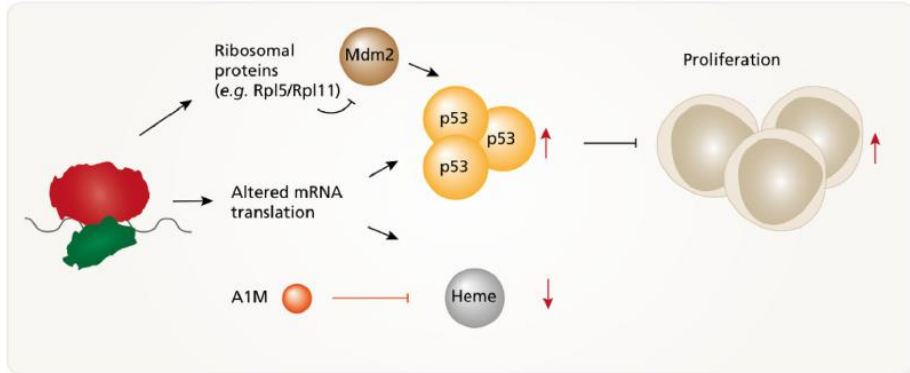 Ribosomal
proteins
(e.g. Rpl5/Rpl11)
Mdm2
p53
p53
p53
Proliferation
Altered mRNA
translation
A1M
Heme